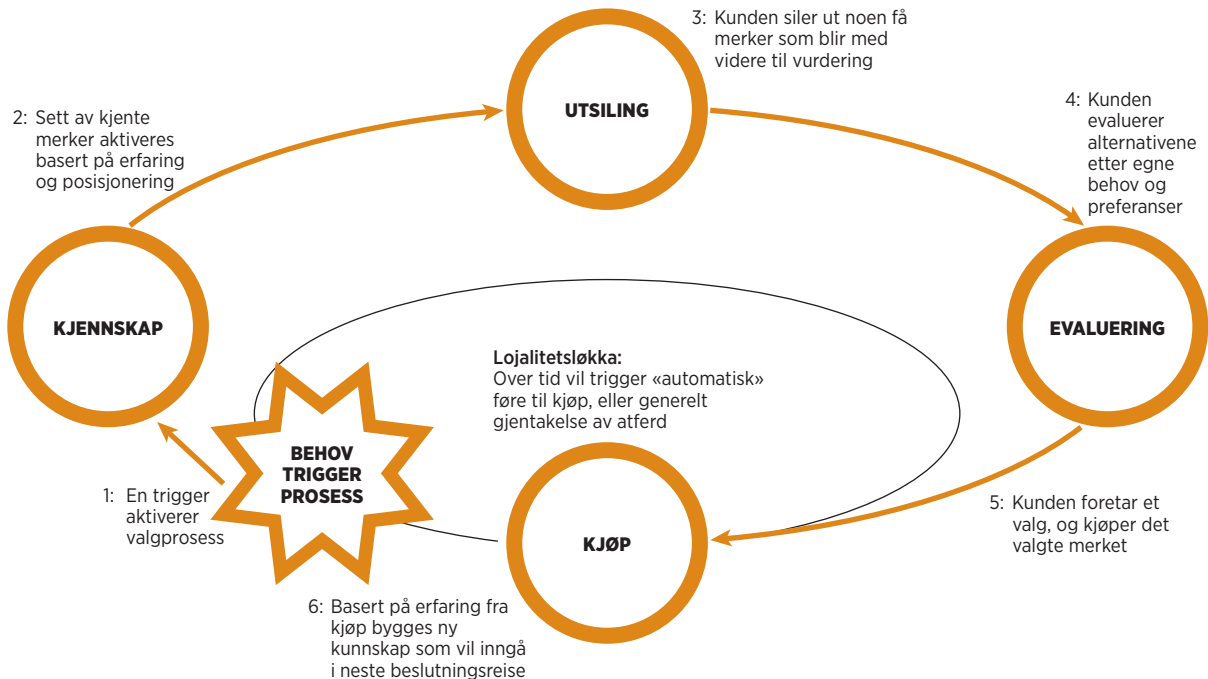 3: Kunden siler ut noen få
merker som blir med
videre til vurdering
UTSILING
2: Sett av kjente
merker aktiveres
basert på erfaring
og posisjonering
4: Kunden
evaluerer
alternativene
etter egne
behov og
preferanser
KJENNSKAP
EVALUERING
Lojalitetsløkka:
Over tid vil trigger «automatisk»
føre til kjøp, eller generelt
gjentakelse av atferd
BEHOV
TRIGGER
PROSESS
1: En trigger
aktiverer
valgprosess
KJØP
5: Kunden foretar et
valg, og kjøper det
valgte merket
6: Basert på erfaring fra
kjøp bygges ny
kunnskap som vil inngå
i neste beslutningsreise